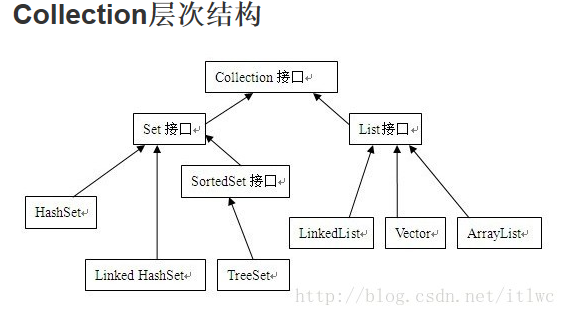 Collection层次结构
Collection 接口
Set 接口
List接口
SortedSet 接口
HashSet
LinkedList
Vector
ArrayList
Linked HashSet
TreeSet
http://blog.csdn.net/itlwc